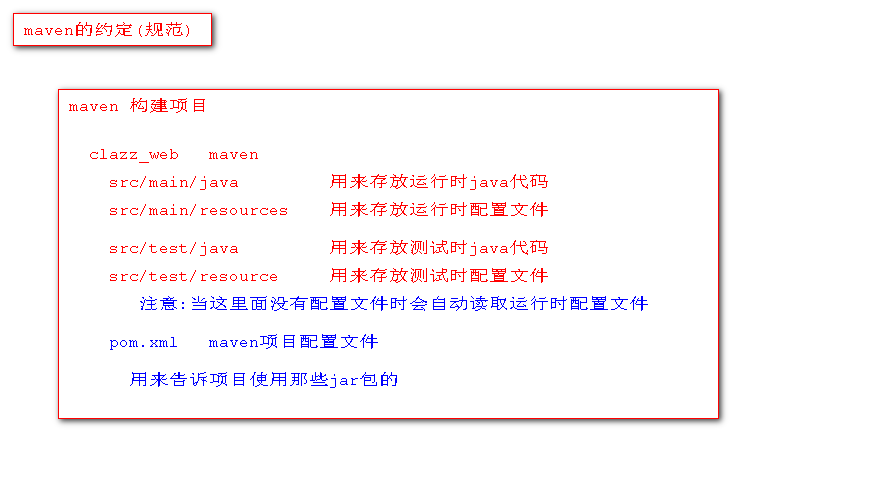 maven的约定(规范)
maven 构建项目
clazz_web maven
src/main/java 用来存放运行时java代码
src/main/resources 用来存放运行时配置文件
src/test/java 用来存放测试时java代码
src/test/resource 用来存放测试时配置文件
注意:当这里面没有配置文件时会自动读取运行时配置文件
pom.xml maven项目配置文件
用来告诉项目使用那些jar包的